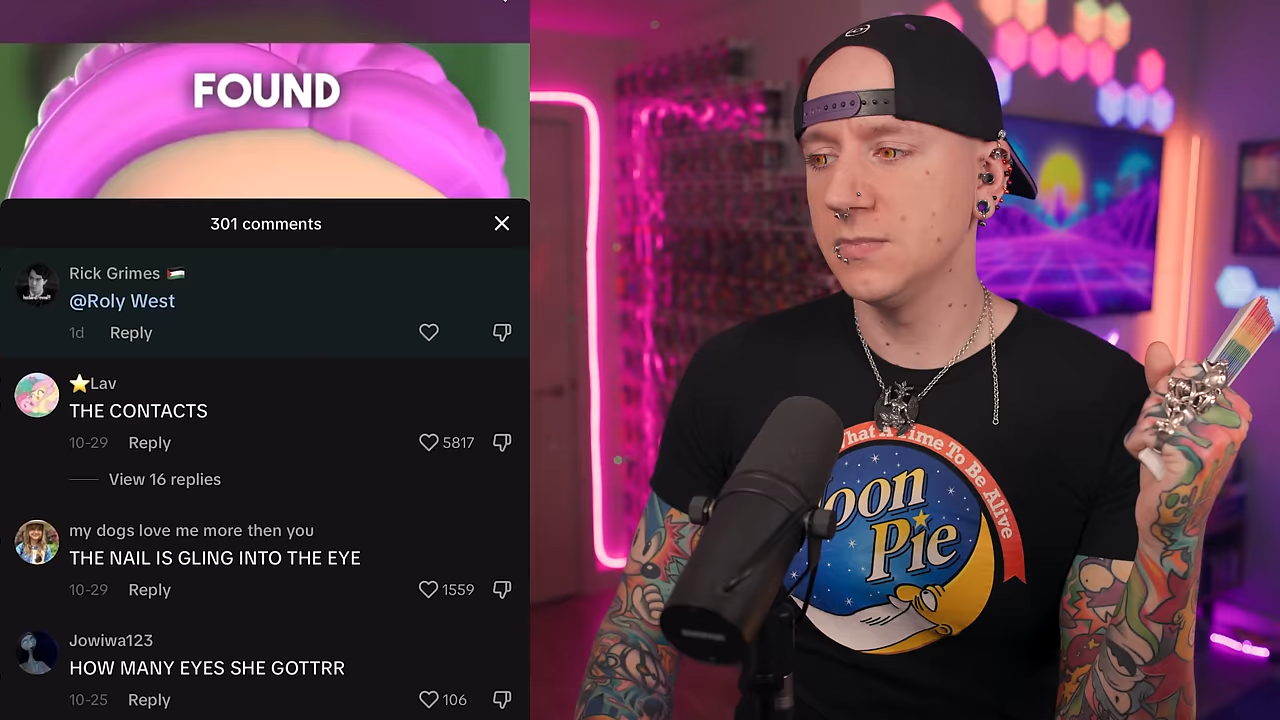 FOUND
301 comments
Rick Grimes 🇵🇸
@Roly West
1d Reply
⭐Lav
THE CONTACTS
10-29 Reply 5817
View 16 replies
my dogs love me more then you
THE NAIL IS GLING INTO THE EYE
10-29 Reply 1559
Jowiwa123
HOW MANY EYES SHE GOTTRR
10-25 Reply 106
What A Time To Be Alive
oon
Pie